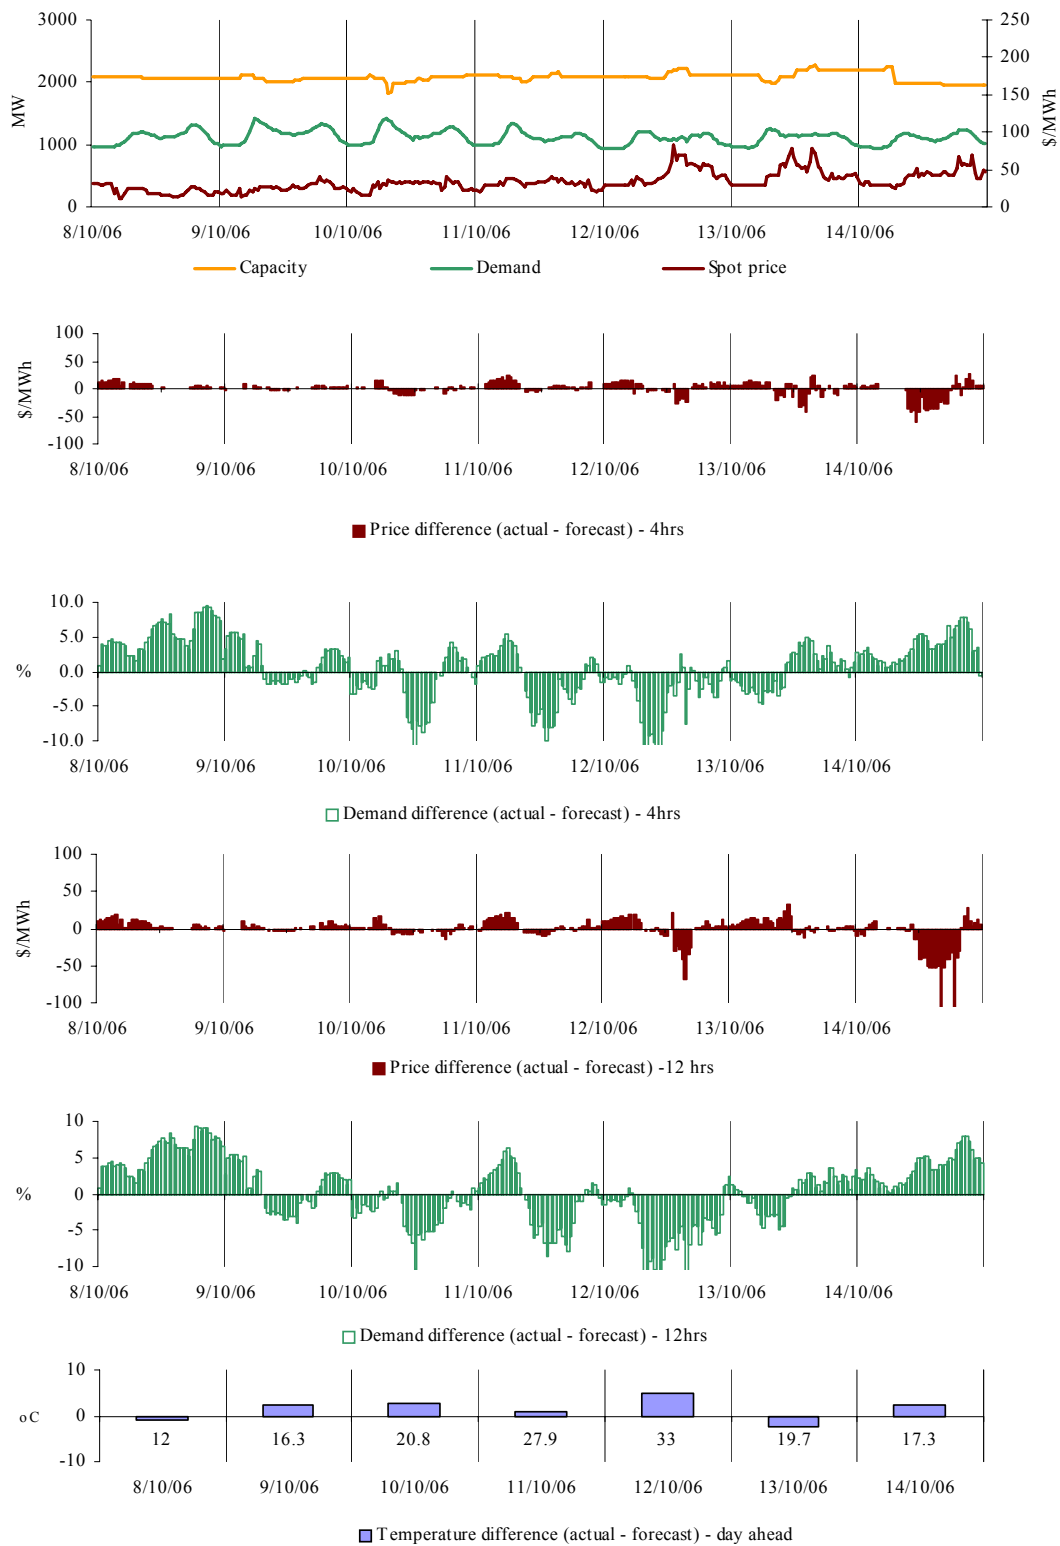 3000 250
200
2000 150
MW $/MWh
1000 100
50
0 0
8/10/06 9/10/06 10/10/06 11/10/06 12/10/06 13/10/06 14/10/06
Capacity Demand Spot price
100
50
$/MWh 0
-50
-100
8/10/06 9/10/06 10/10/06 11/10/06 12/10/06 13/10/06 14/10/06
Price difference (actual - forecast) - 4hrs
10.0
5.0
% 0.0
-5.0
-10.0
8/10/06 9/10/06 10/10/06 11/10/06 12/10/06 13/10/06 14/10/06
Demand difference (actual - forecast) - 4hrs
100
50
$/MWh 0
-50
-100
8/10/06 9/10/06 10/10/06 11/10/06 12/10/06 13/10/06 14/10/06
Price difference (actual - forecast) -12 hrs
10
5
% 0
-5
-10
8/10/06 9/10/06 10/10/06 11/10/06 12/10/06 13/10/06 14/10/06
Demand difference (actual - forecast) - 12hrs
10
oC 0
12 16.3 20.8 27.9 33 19.7 17.3
-10
8/10/06 9/10/06 10/10/06 11/10/06 12/10/06 13/10/06 14/10/06
Temperature difference (actual - forecast) - day ahead